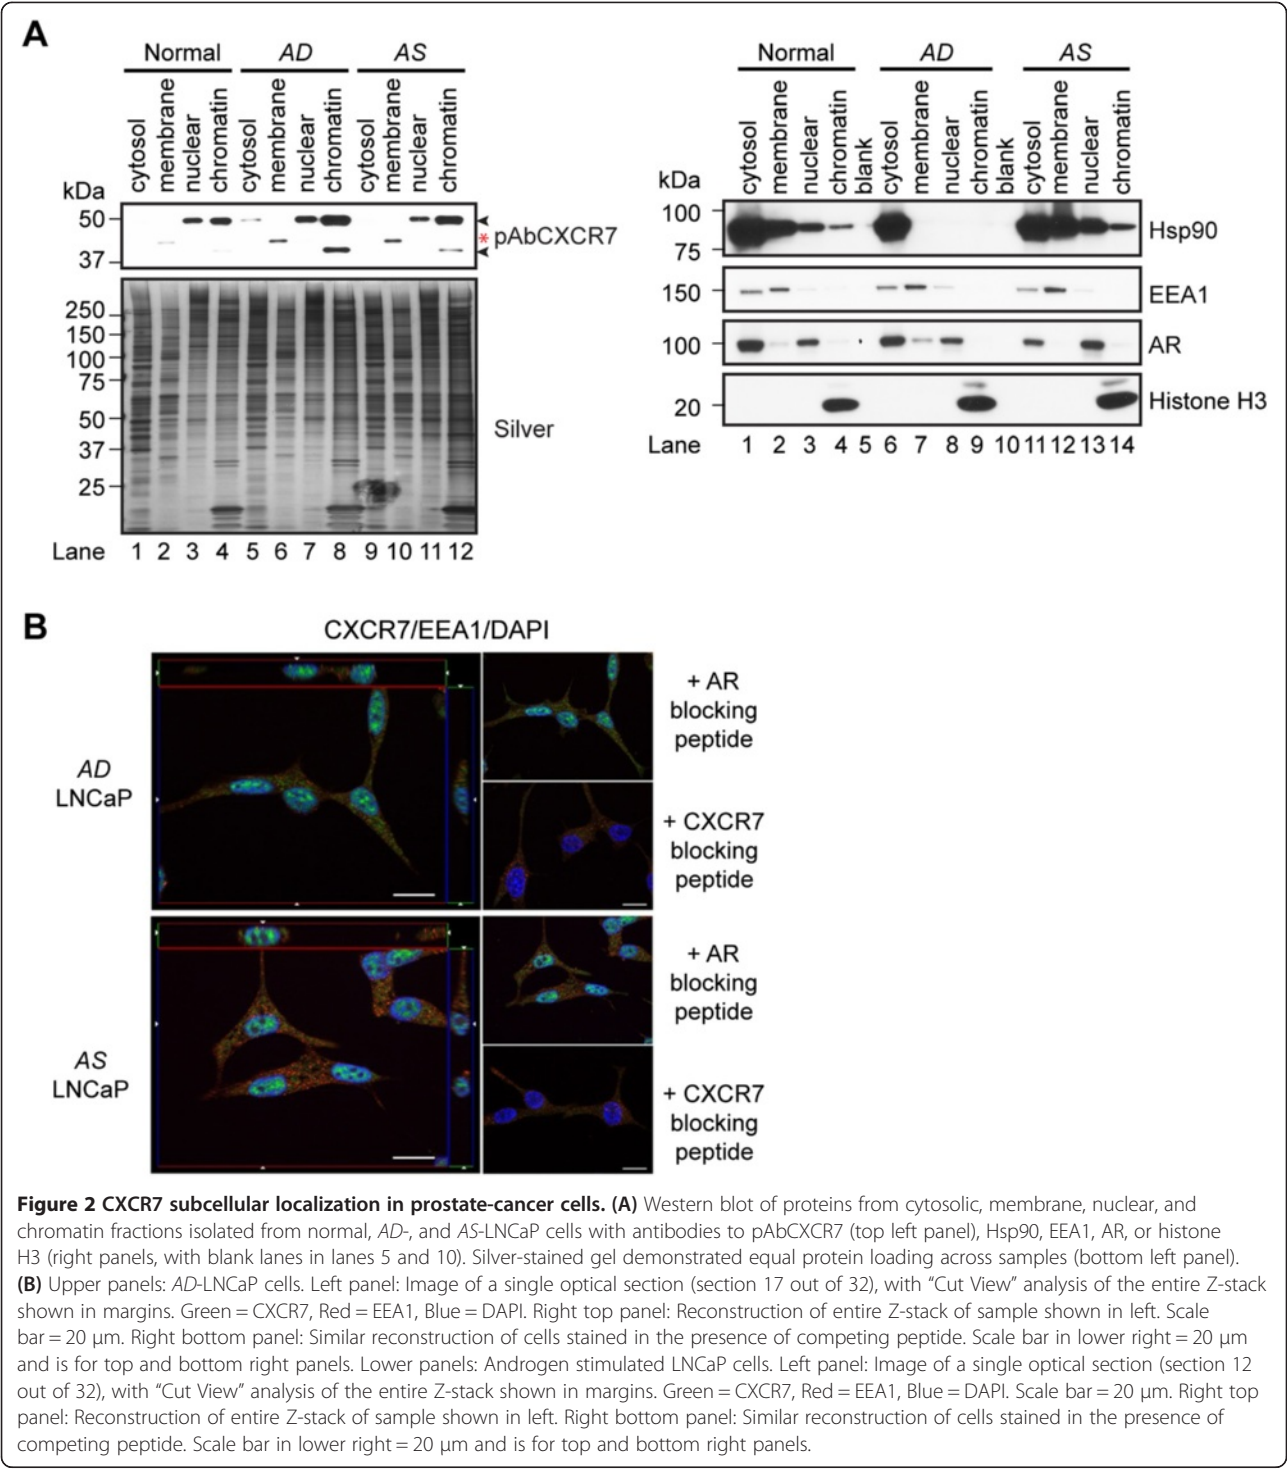 A
Normal AD AS
cytosol membrane nuclear chromatin cytosol membrane nuclear chromatin cytosol membrane nuclear chromatin
kDa
50
* pAbCXCR7
37
250
150
100
75
50
37
25
Silver
Lane 1 2 3 4 5 6 7 8 9 10 11 12
Normal AD AS
cytosol membrane nuclear chromatin blank cytosol membrane nuclear chromatin blank cytosol membrane nuclear chromatin
kDa
100
75
Hsp90
150 EEA1
100 AR
20 Histone H3
Lane 1 2 3 4 5 6 7 8 9 10 11 12 13 14
B
CXCR7/EEA1/DAPI
AD
LNCaP
+ AR
blocking
peptide
+ CXCR7
blocking
peptide
AS
LNCaP
+ AR
blocking
peptide
+ CXCR7
blocking
peptide
Figure 2 CXCR7 subcellular localization in prostate-cancer cells. (A) Western blot of proteins from cytosolic, membrane, nuclear, and
chromatin fractions isolated from normal, AD-, and AS-LNCaP cells with antibodies to pAbCXCR7 (top left panel), Hsp90, EEA1, AR, or histone
H3 (right panels, with blank lanes in lanes 5 and 10). Silver-stained gel demonstrated equal protein loading across samples (bottom left panel).
(B) Upper panels: AD-LNCaP cells. Left panel: Image of a single optical section (section 17 out of 32), with “Cut View” analysis of the entire Z-stack
shown in margins. Green = CXCR7, Red = EEA1, Blue = DAPI. Right top panel: Reconstruction of entire Z-stack of sample shown in left. Scale
bar = 20 μm. Right bottom panel: Similar reconstruction of cells stained in the presence of competing peptide. Scale bar in lower right = 20 μm
and is for top and bottom right panels. Lower panels: Androgen stimulated LNCaP cells. Left panel: Image of a single optical section (section 12
out of 32), with “Cut View” analysis of the entire Z-stack shown in margins. Green = CXCR7, Red = EEA1, Blue = DAPI. Scale bar = 20 μm. Right top
panel: Reconstruction of entire Z-stack of sample shown in left. Right bottom panel: Similar reconstruction of cells stained in the presence of
competing peptide. Scale bar in lower right = 20 μm and is for top and bottom right panels.